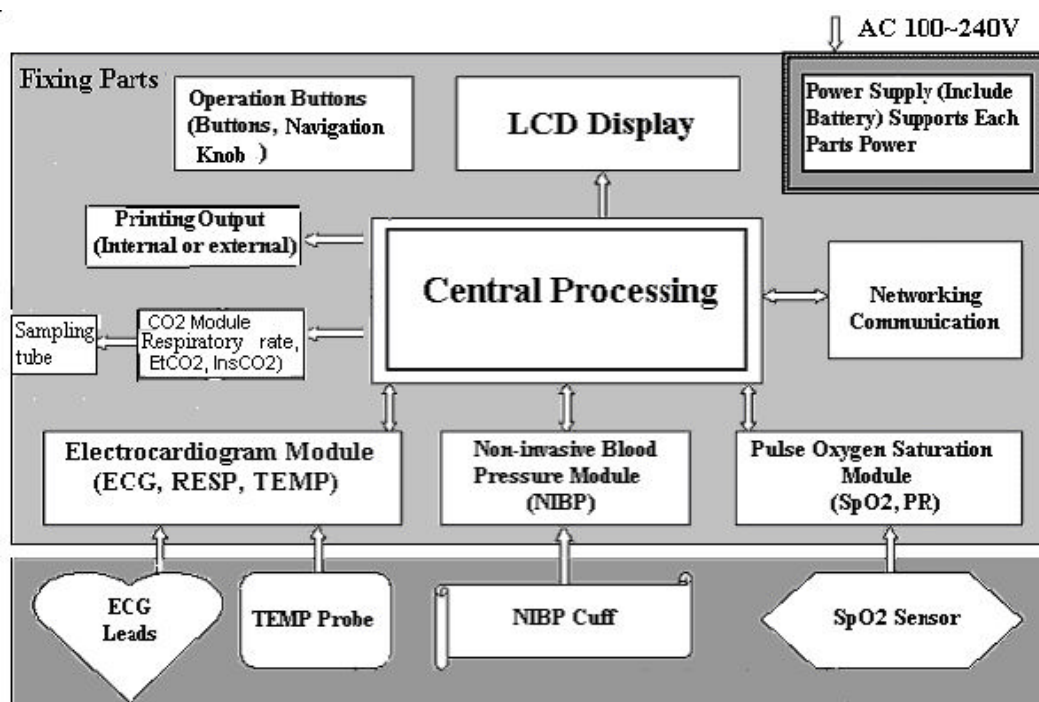 AC 100~240V
Fixing Parts
Operation Buttons
(Buttons, Navigation
Knob )
LCD Display
Power Supply (Include
Battery) Supports Each
Parts Power
Printing Output
(Internal or external)
Central Processing
Networking
Communication
Sampling
tube
CO2 Module
Respiratory rate,
EtCO2, InsCO2)
Electrocardiogram Module
(ECG, RESP, TEMP)
Non-invasive Blood
Pressure Module
(NIBP)
Pulse Oxygen Saturation
Module
(SpO2, PR)
ECG
Leads
TEMP Probe
NIBP Cuff
SpO2 Sensor